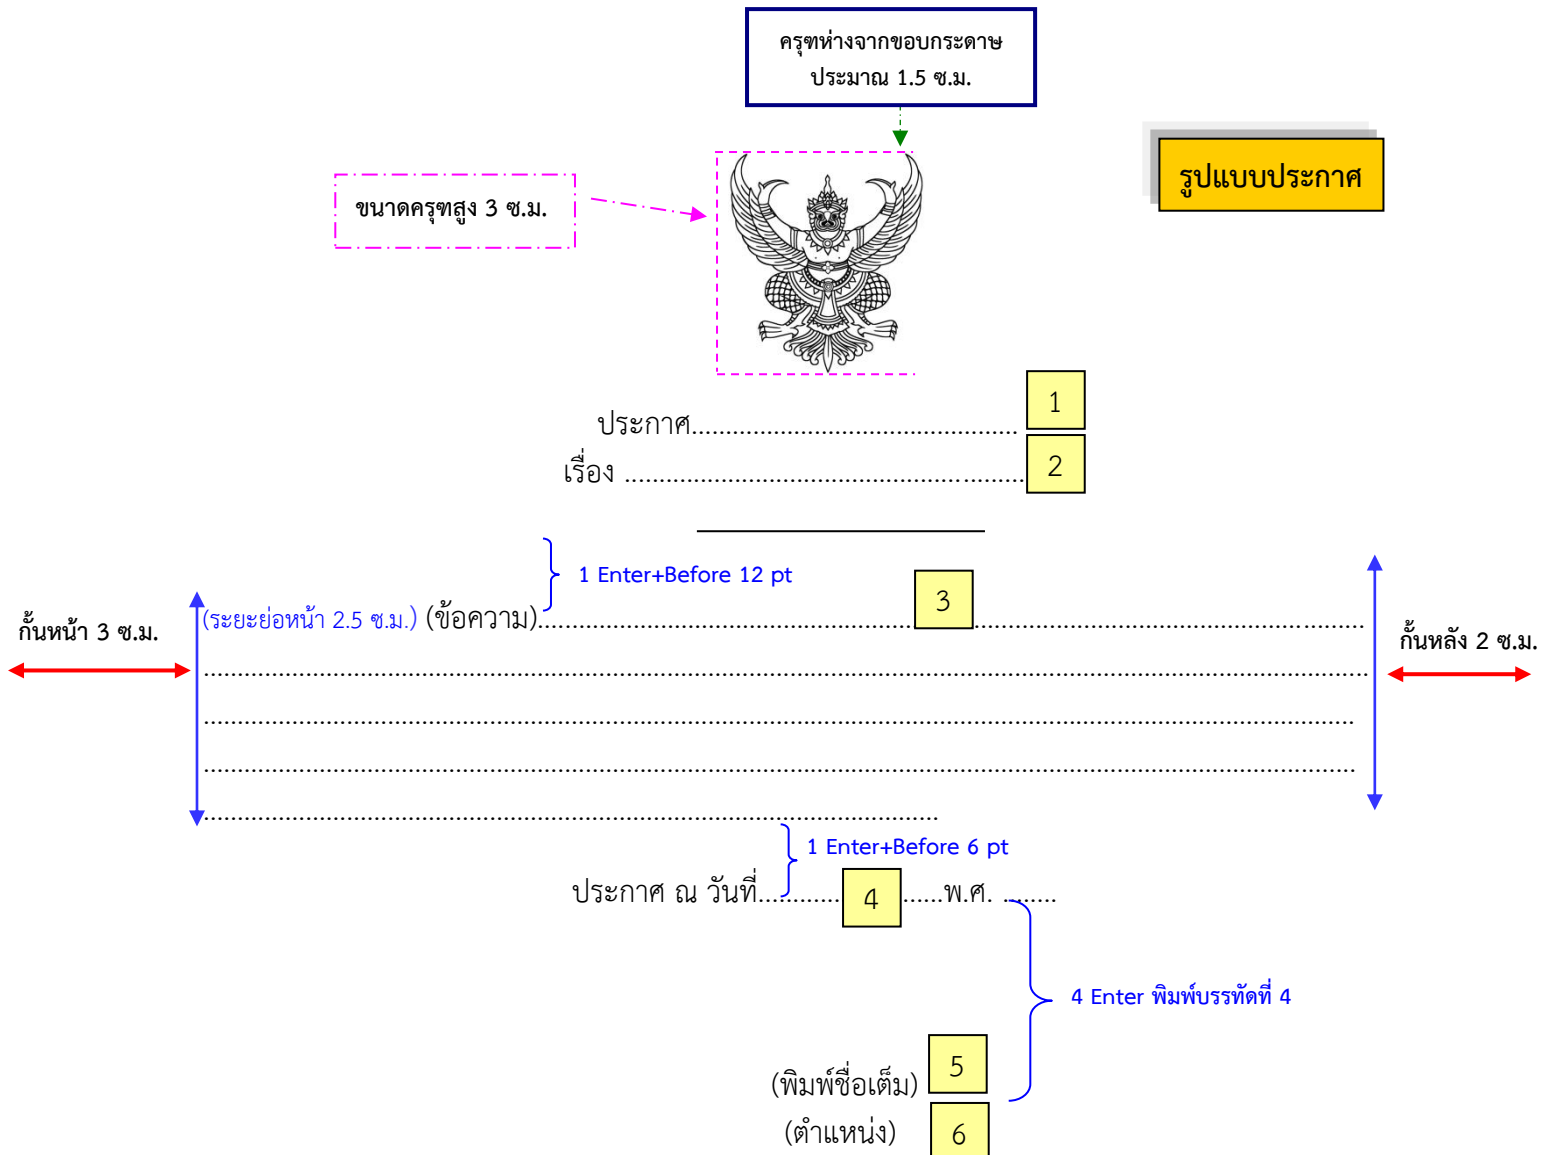 ครุฑห่างจากขอบกระดาษ
ประมาณ 1.5 ซ.ม.
รูปแบบประกาศ
ขนาดครุฑสูง 3 ซ.ม.
ประกาศ............................................... 1
เรื่อง .......................................................... 2
1 Enter+Before 12 pt
กั้นหน้า 3 ซ.ม.
(ระยะย่อหน้า 2.5 ซ.ม.) (ข้อความ)...................................................... 3 .........................................................
กั้นหลัง 2 ซ.ม.
........................................................................................................................................................................
......................................................................................................................................................................
......................................................................................................................................................................
..........................................................................................................
1 Enter+Before 6 pt
ประกาศ ณ วันที่............ 4 ......พ.ศ. ........
4 Enter พิมพ์บรรทัดที่ 4
(พิมพ์ชื่อเต็ม) 5
(ตำแหน่ง) 6